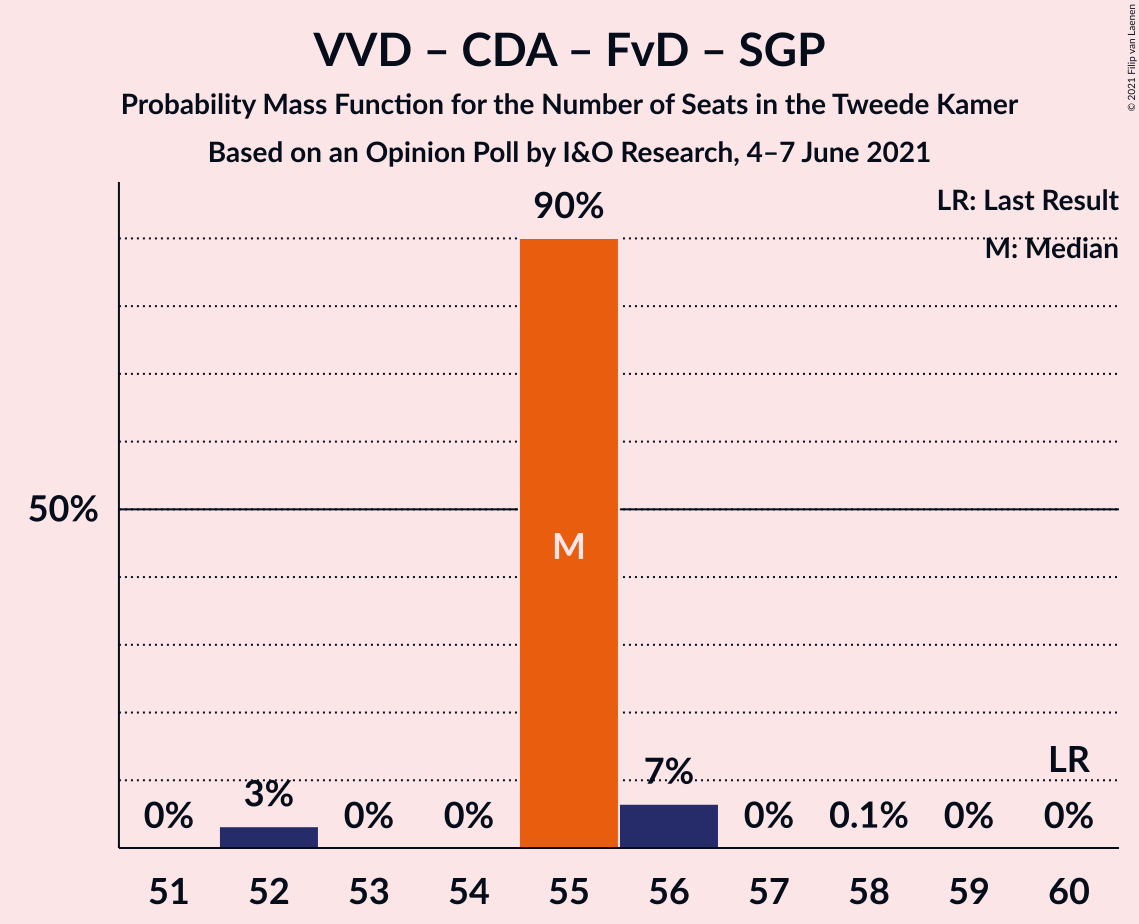 VVD – CDA – FvD – SGP
Probability Mass Function for the Number of Seats in the Tweede Kamer
Based on an Opinion Poll by I&O Research, 4–7 June 2021
© 2021 Filip van Laenen
LR: Last Result
M: Median
90%
50%
M
LR
0% 3% 0% 0% 7% 0% 0.1% 0% 0%
51 52 53 54 55 56 57 58 59 60